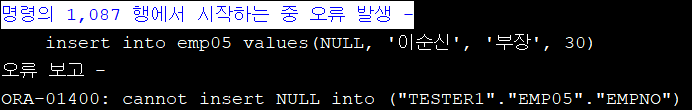 명령의 1,087 행에서 시작하는 중 오류 발생 -
insert into emp05 values(NULL, '이순신', '부장', 30)
오류 보고 -
ORA-01400: cannot insert NULL into ("TESTER1"."EMP05"."EMPNO")